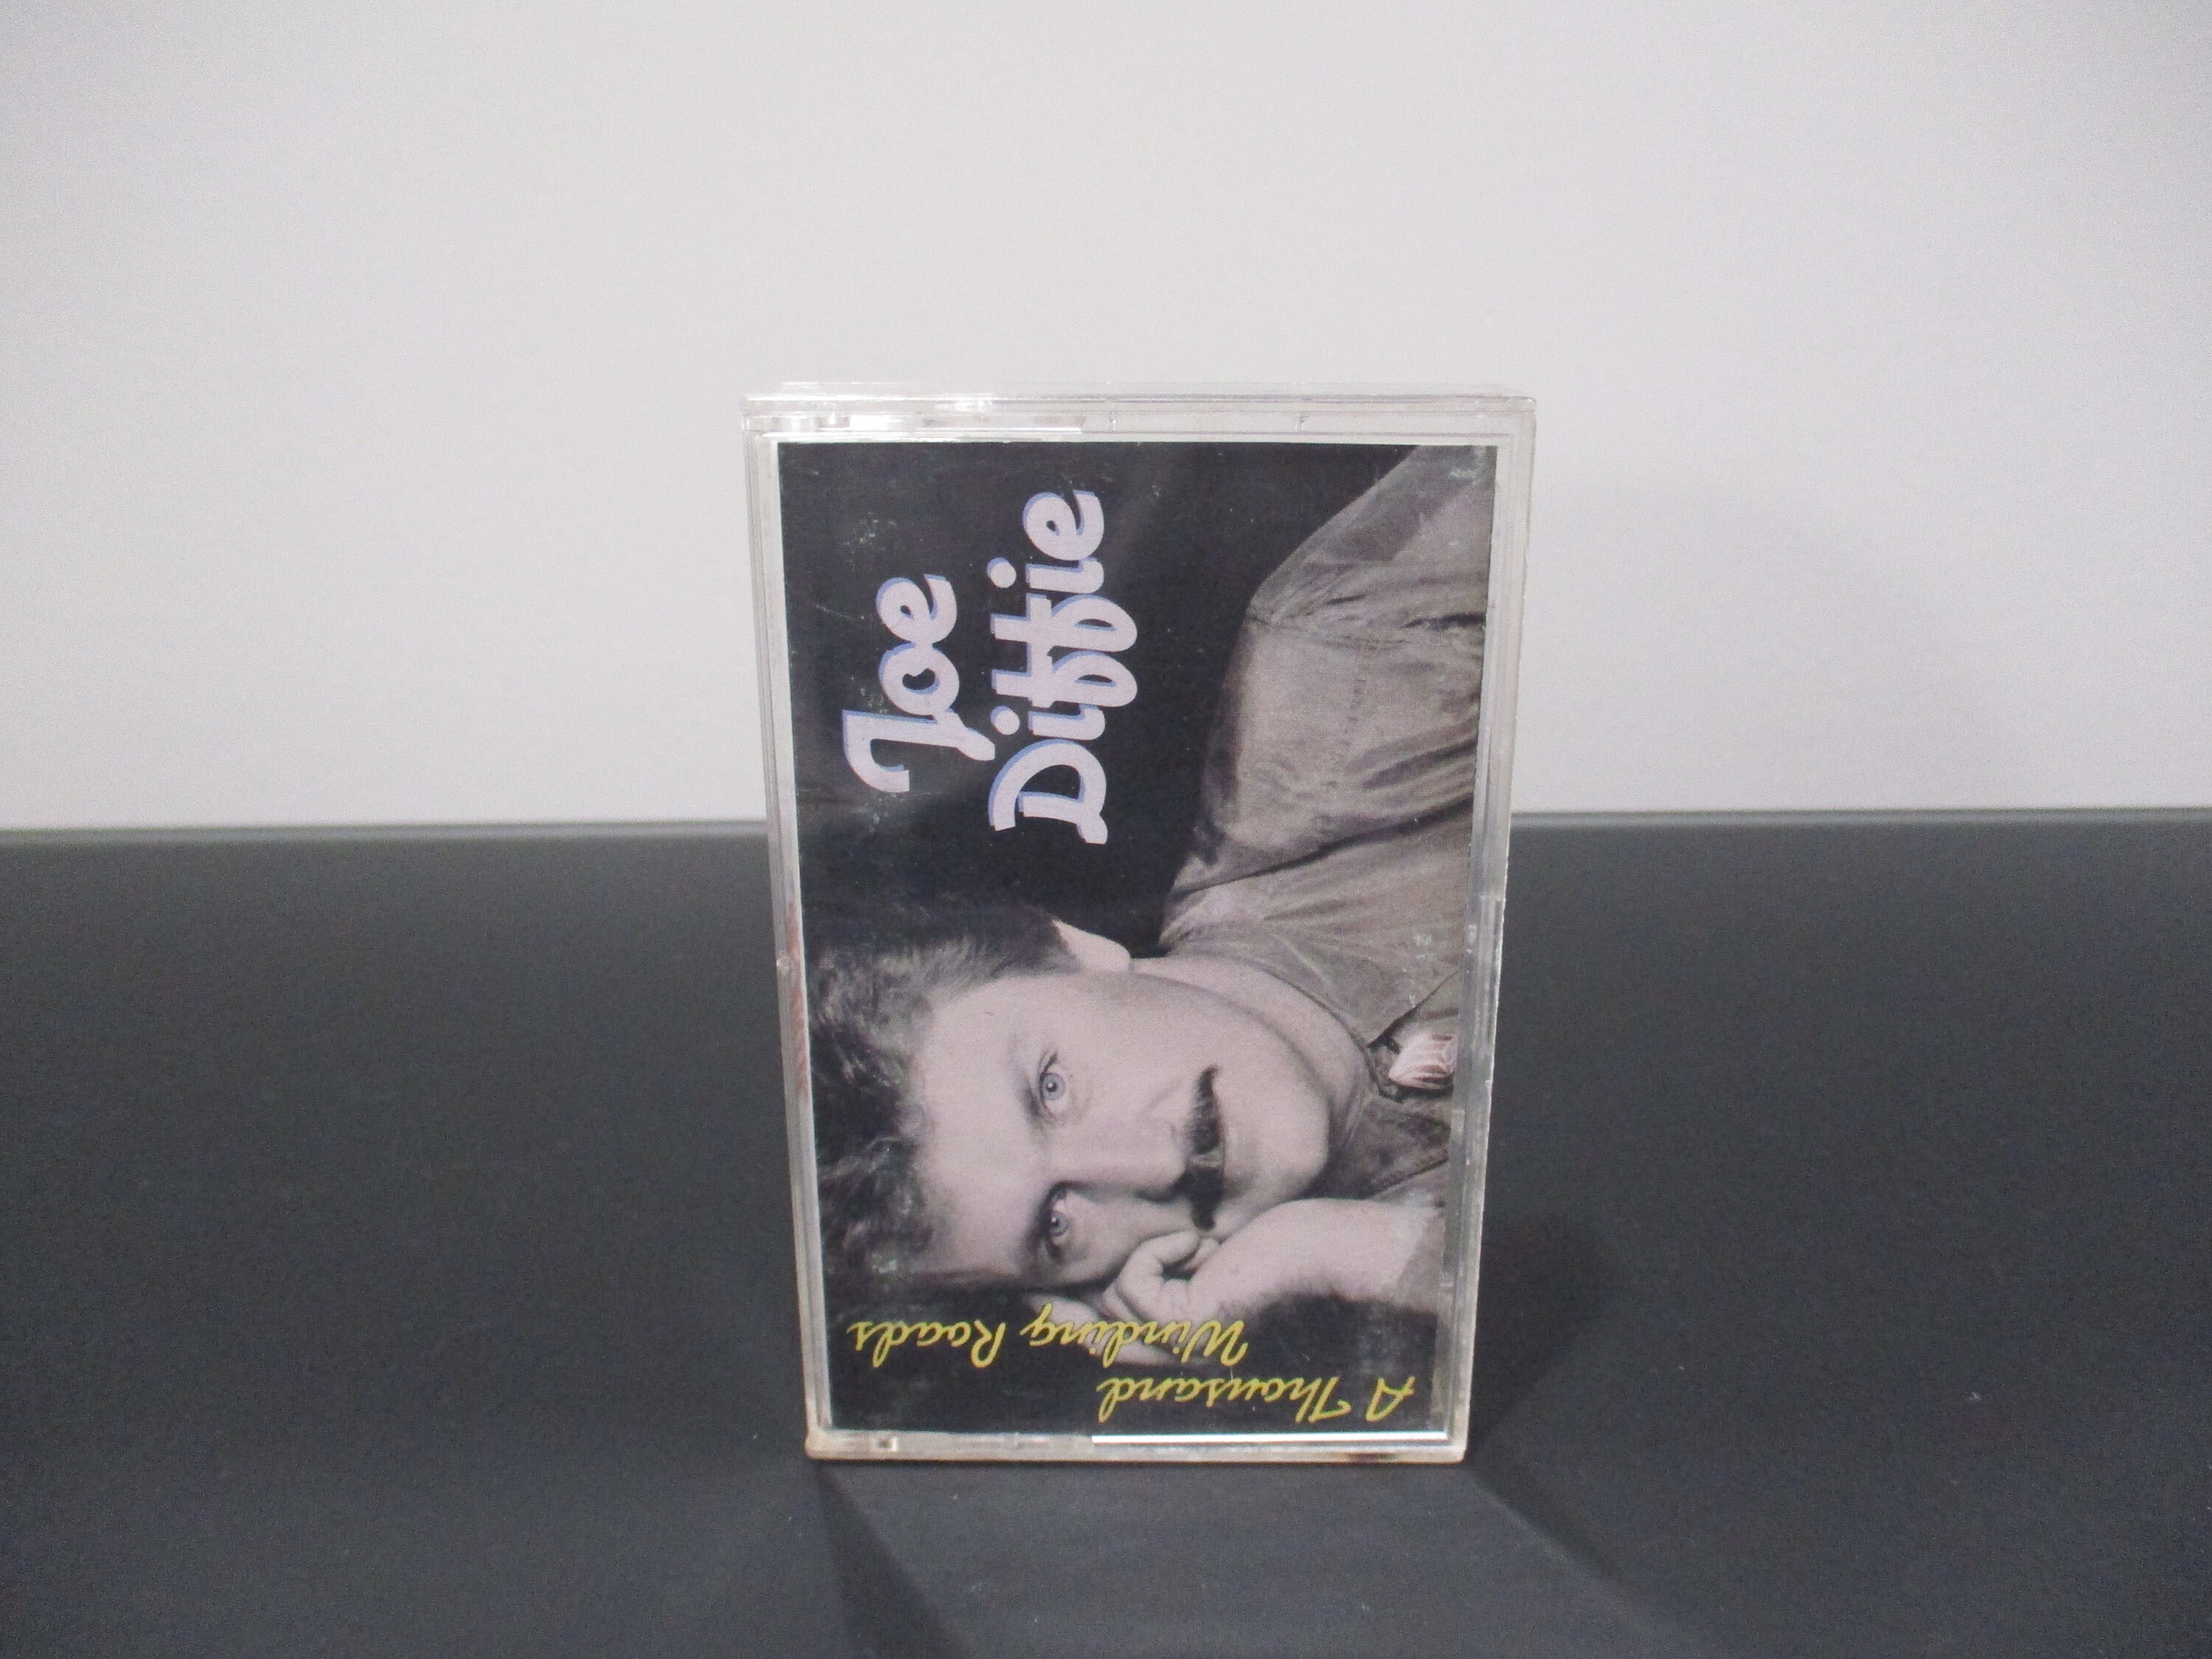 Joe
Diffie
A Thousand
Winding Roads